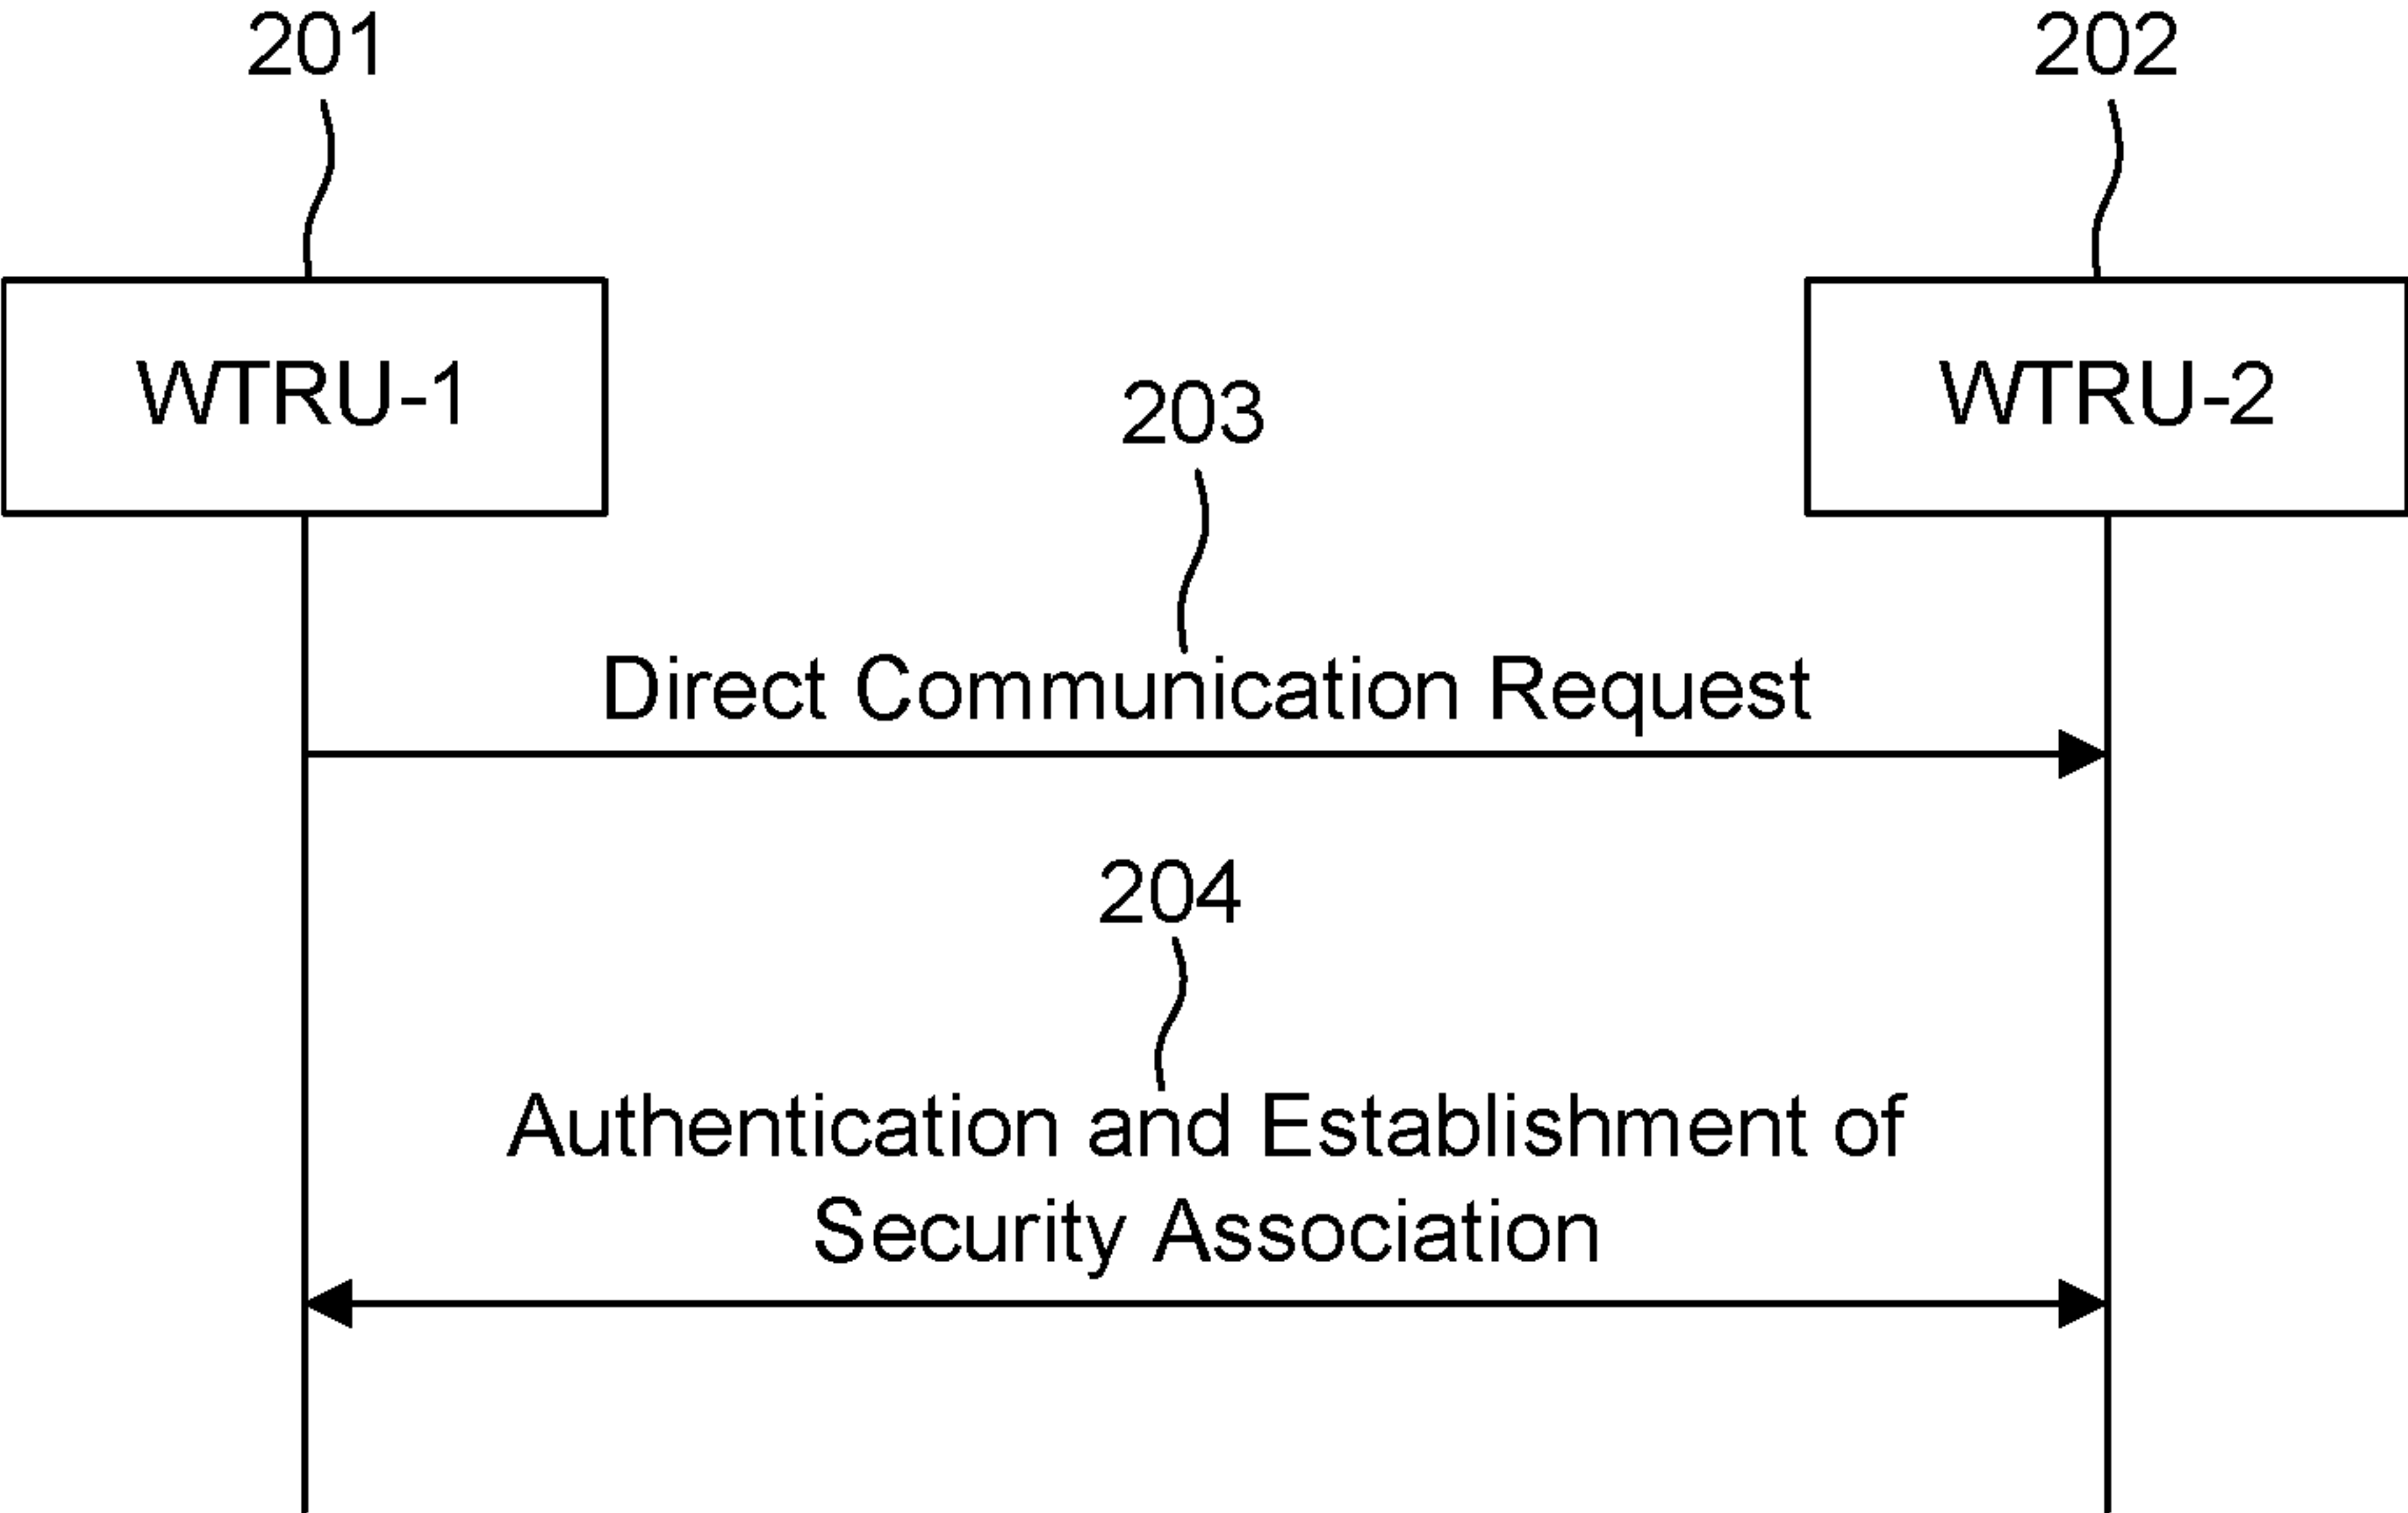 201
202
WTRU-1
WTRU-2
203
Direct Communication Request
204
Authentication and Establishment of
Security Association